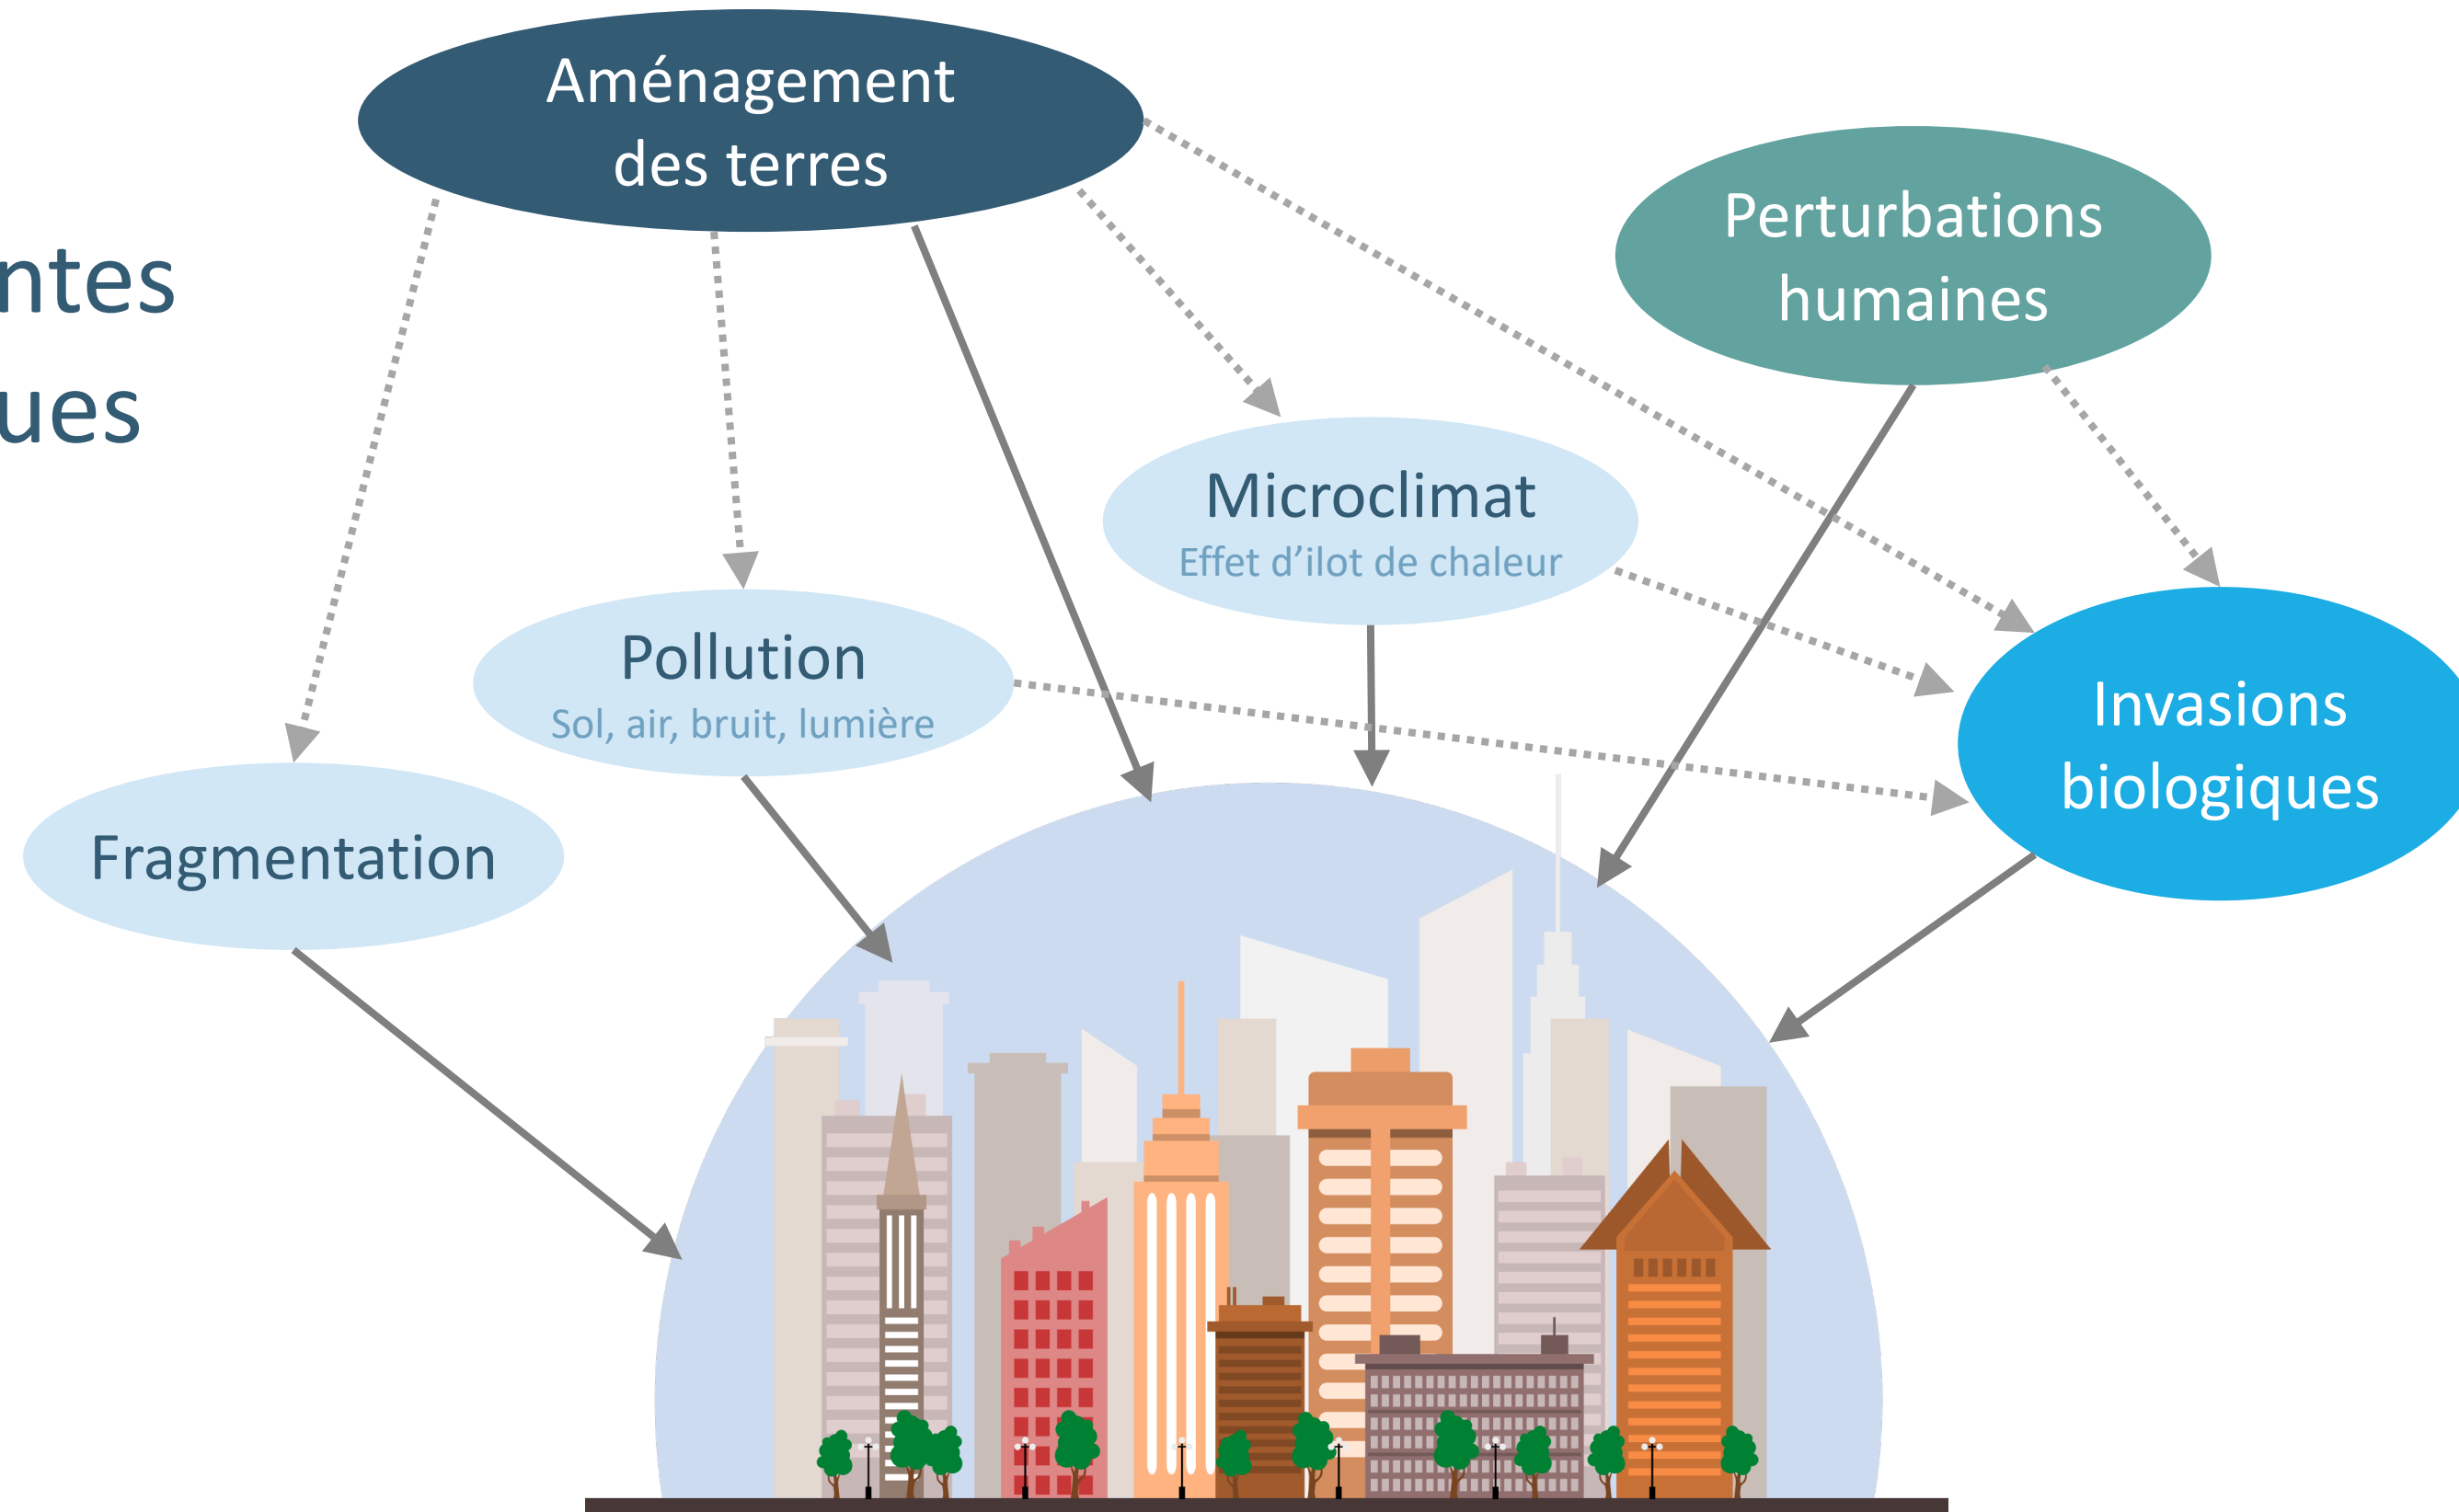 Aménagement
des terres
Perturbations
humaines
ntes
ues
Microclimat
Effet d'ilot de chaleur
Pollution
Sol, air, bruit, lumière
Invasions
biologiques
Fragmentation